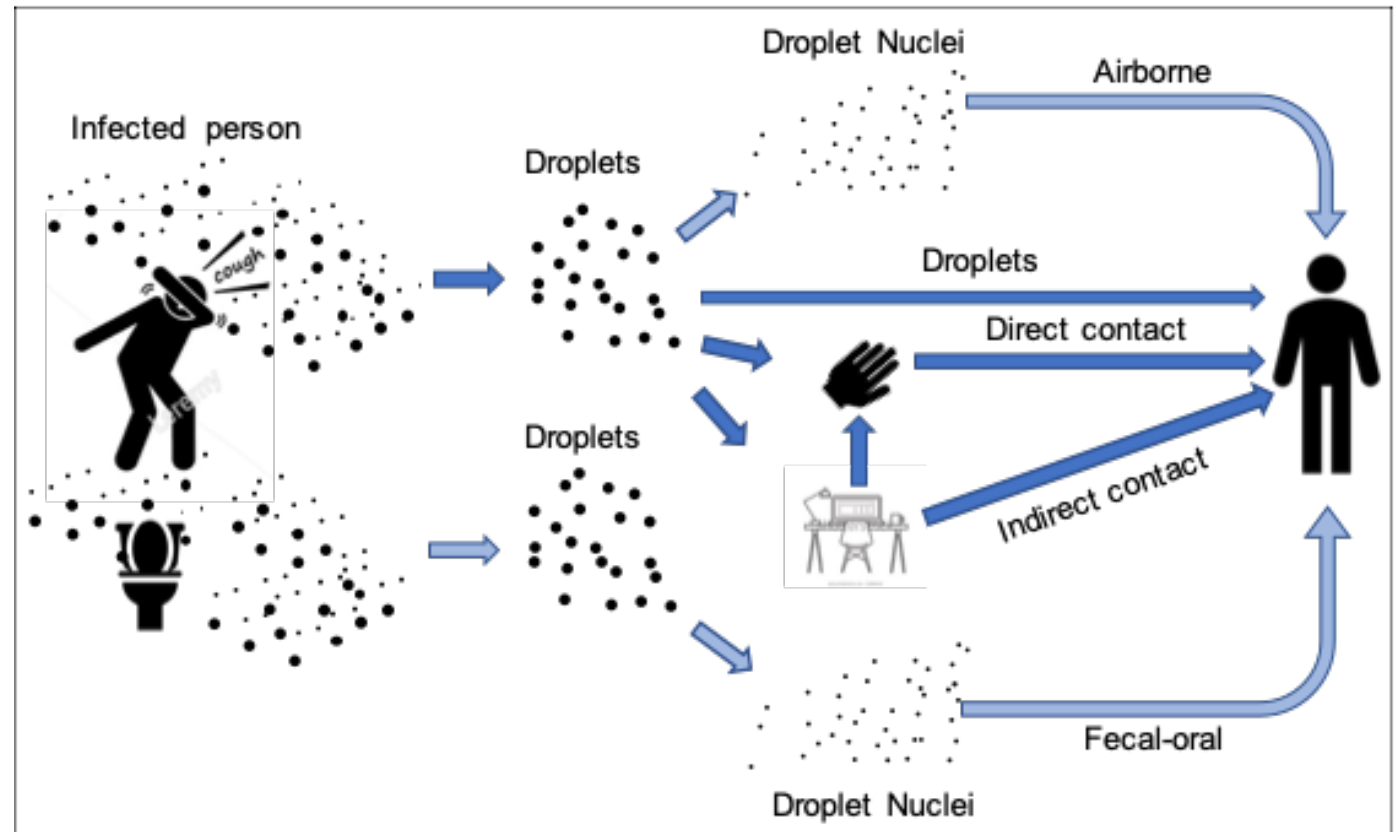 Droplet Nuclei
Airborne
Infected person
Droplets
cough
Droplets
Direct contact
Droplets
Indirect contact
Fecal-oral
Droplet Nuclei